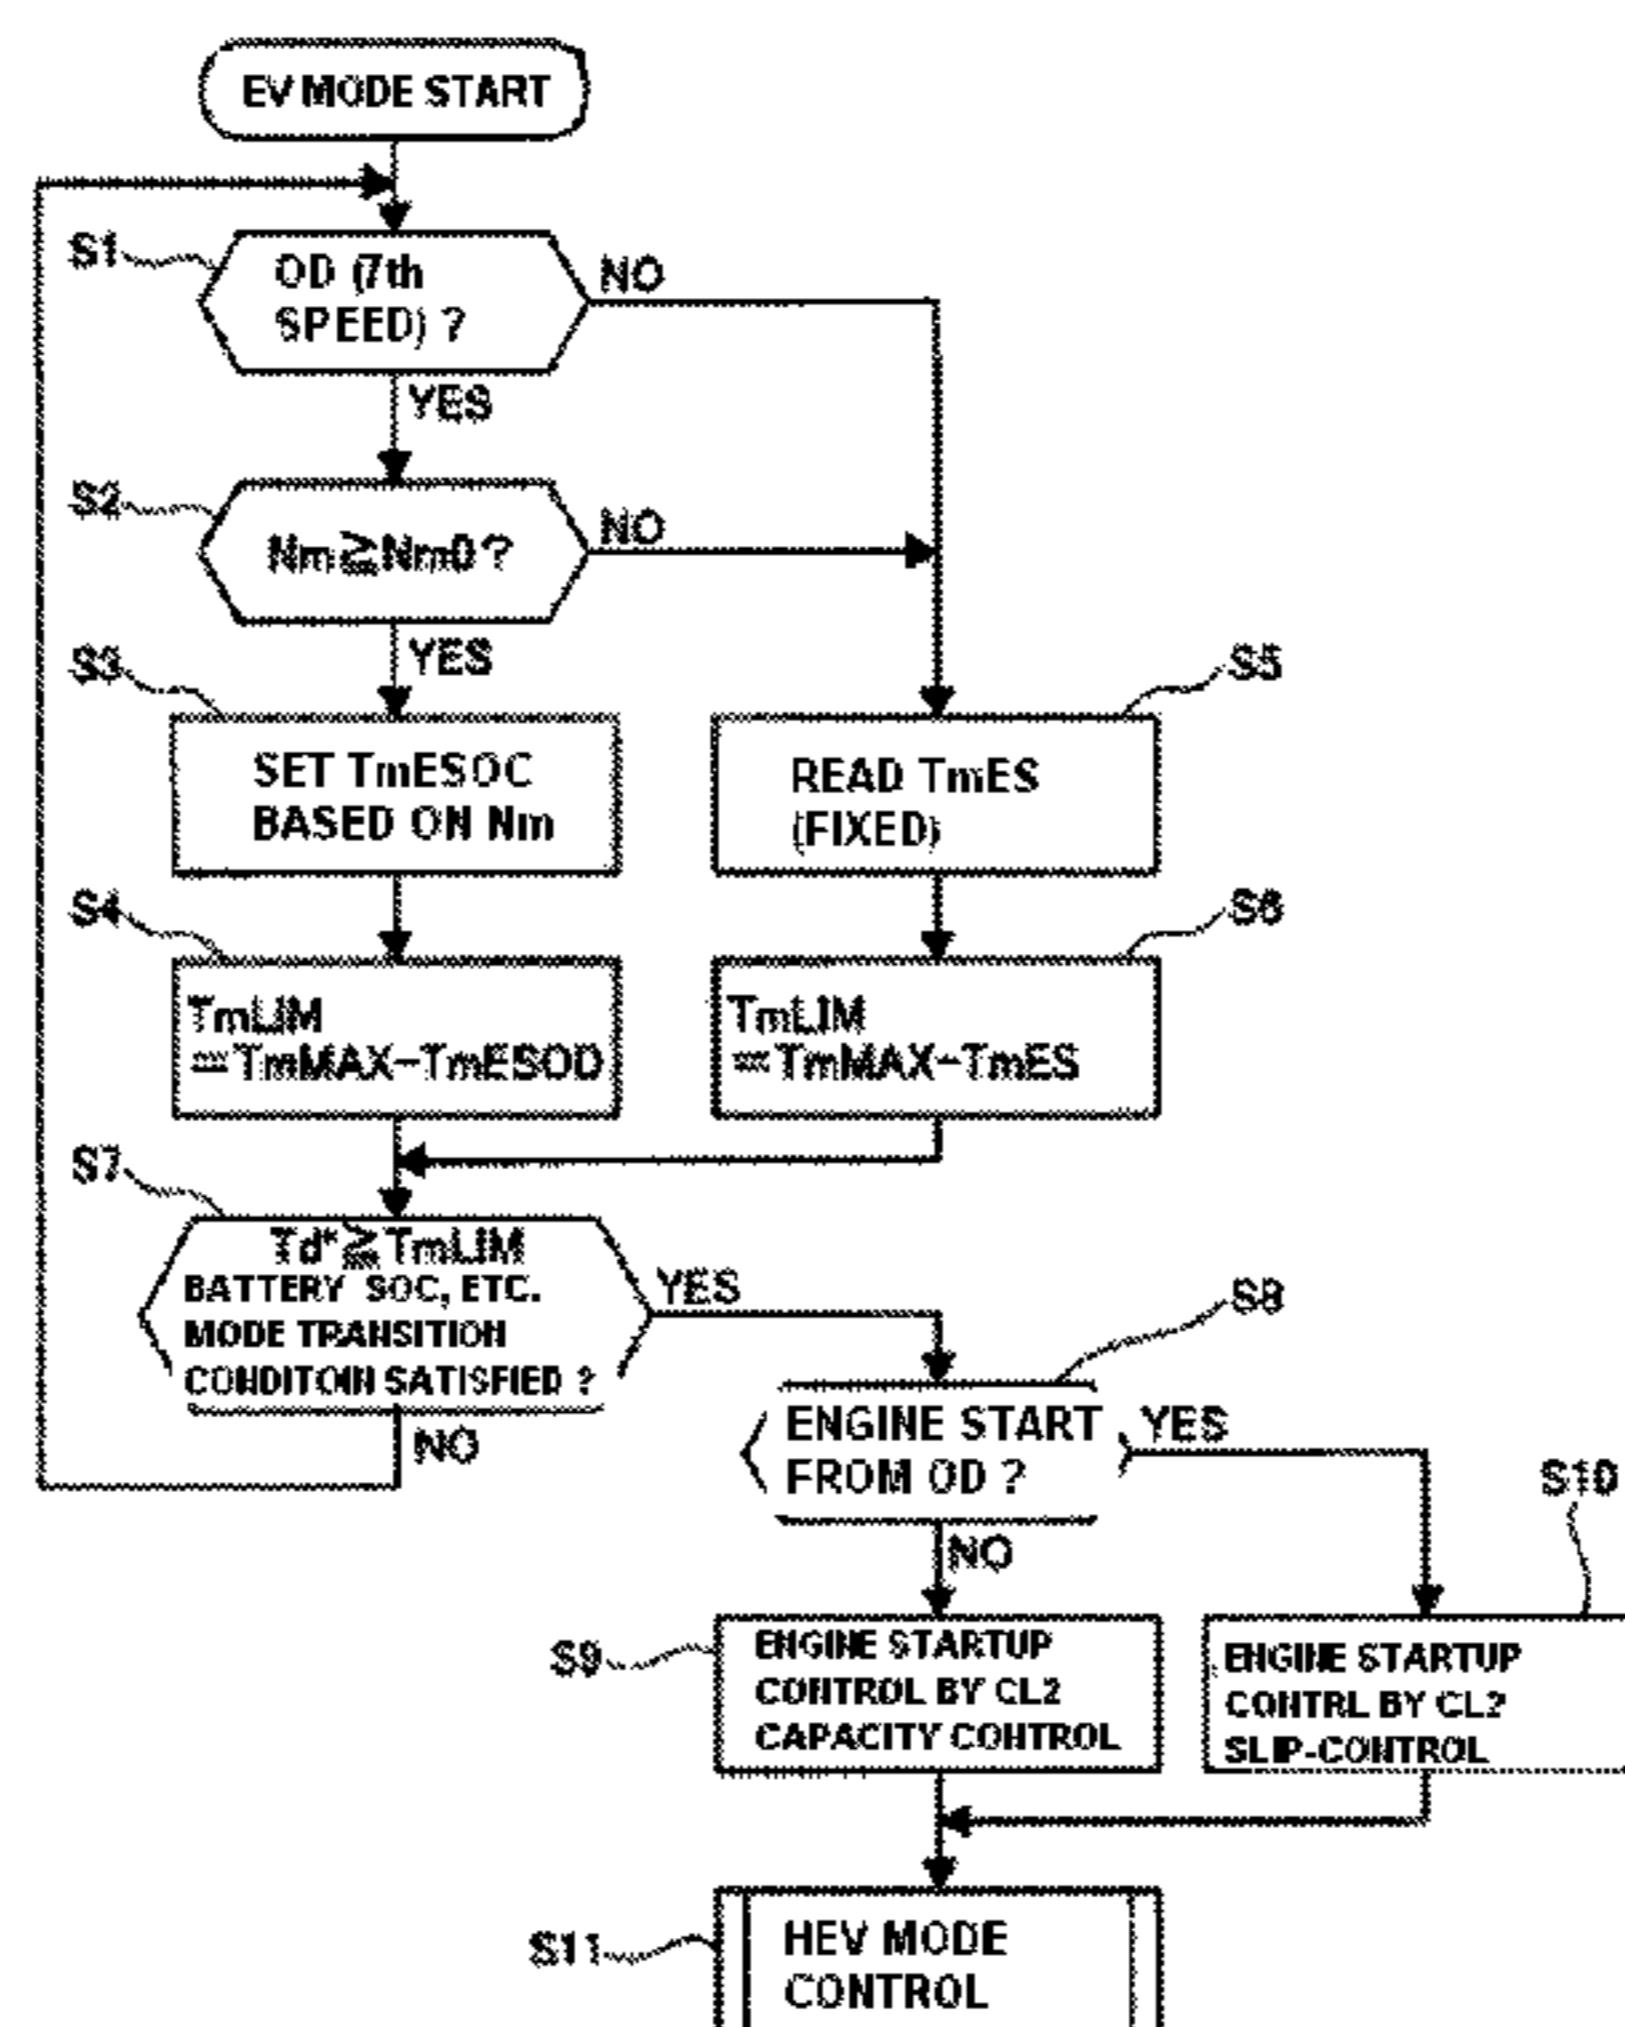 EV MODE START
S1
OD (7th
SPEED) ?
NO
YES
S2
Nm≧Nm0?
NO
YES
S3
SET TmESOC
BASED ON Nm
S5
READ TmES
(FIXED)
S4
TmLIM
=TmMAX-TmESOD
S6
TmLIM
=TmMAX-TmES
S7
Td*≧TmLIM
BATTERY SOC, ETC.
MODE TRANSITION
CONDITOIN SATISFIED ?
YES
NO
S8
ENGINE START
FROM OD ?
YES
NO
S9
ENGINE STARTUP
CONTROL BY CL2
CAPACITY CONTROL
S10
ENGINE STARTUP
CONTRL BY CL2
SLIP-CONTROL
S11
HEV MODE
CONTROL